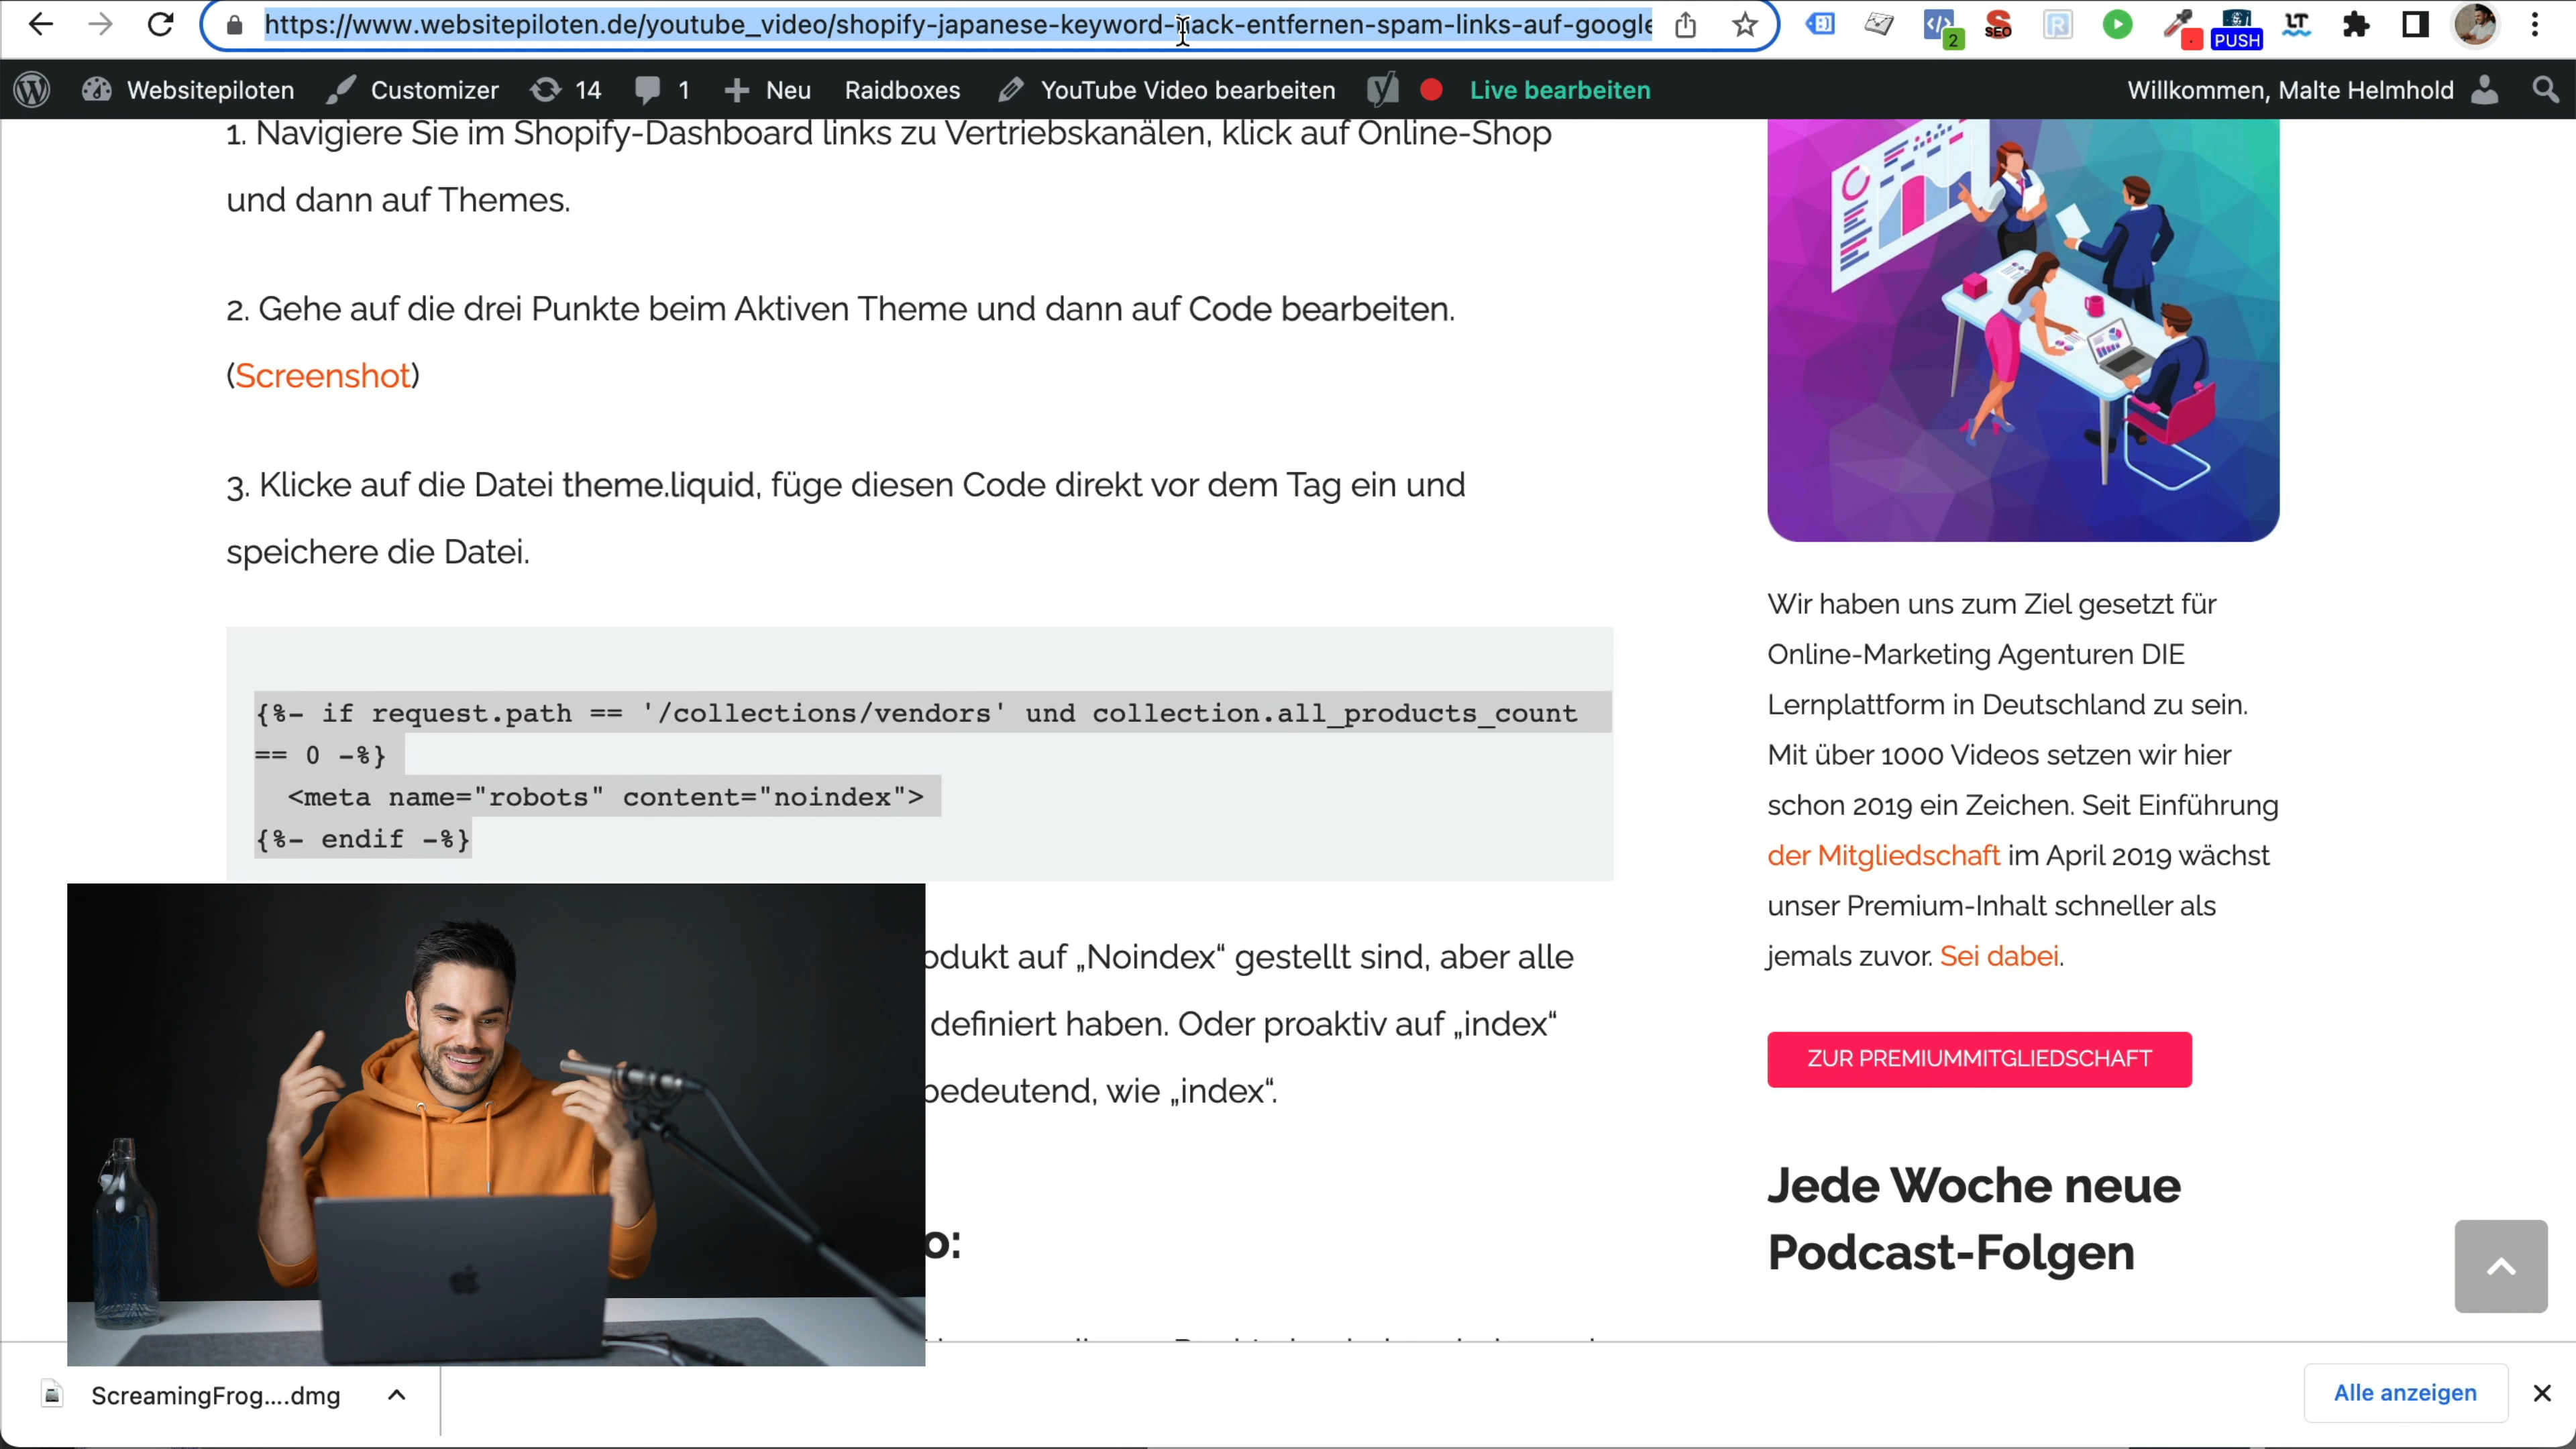 https://www.websitepiloten.de/youtube_video/shopify-japanese-keyword-hack-entfernen-spam-links-auf-google
2
SEO
R
PUSH
LT
Websitepiloten
Customizer
14
1
Neu
Raidboxes
YouTube Video bearbeiten
Live bearbeiten
Willkommen, Malte Helmhold
1. Navigiere Sie im Shopify-Dashboard links zu Vertriebskanälen, klick auf Online-Shop
und dann auf Themes.
2. Gehe auf die drei Punkte beim Aktiven Theme und dann auf Code bearbeiten.
(Screenshot)
3. Klicke auf die Datei theme.liquid, füge diesen Code direkt vor dem Tag ein und
speichere die Datei.
{%- if request.path == '/collections/vendors' und collection.all_products_count
== 0 -%}
<meta name="robots" content="noindex">
{%- endif -%}
odukt auf „Noindex“ gestellt sind, aber alle
definiert haben. Oder proaktiv auf „index“
bedeutend, wie „index“.
o:
Wir haben uns zum Ziel gesetzt für
Online-Marketing Agenturen DIE
Lernplattform in Deutschland zu sein.
Mit über 1000 Videos setzen wir hier
schon 2019 ein Zeichen. Seit Einführung
der Mitgliedschaft im April 2019 wächst
unser Premium-Inhalt schneller als
jemals zuvor. Sei dabei.
ZUR PREMIUMMITGLIEDSCHAFT
Jede Woche neue
Podcast-Folgen
ScreamingFrog....dmg
Alle anzeigen